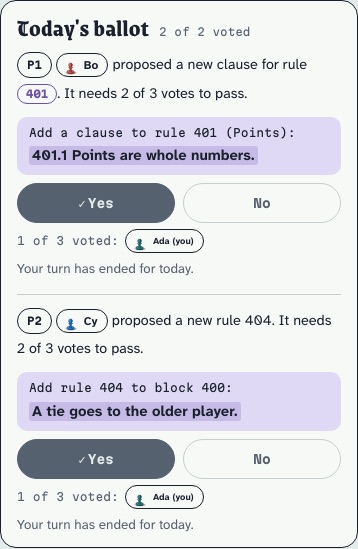 Today's ballot 2 of 2 voted
P1 Bo proposed a new clause for rule
401. It needs 2 of 3 votes to pass.
Add a clause to rule 401 (Points):
401.1 Points are whole numbers.
✓Yes No
1 of 3 voted: Ada (you)
Your turn has ended for today.
P2 Cy proposed a new rule 404. It needs
2 of 3 votes to pass.
Add rule 404 to block 400:
A tie goes to the older player.
✓Yes No
1 of 3 voted: Ada (you)
Your turn has ended for today.